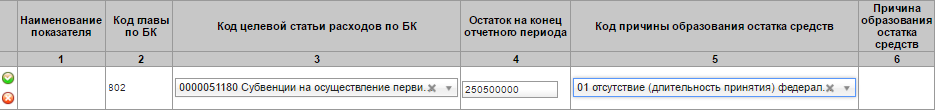 Наименование показателя
Код главы по БК
Код целевой статьи расходов по БК
Остаток на конец отчетного периода
Код причины образования остатка средств
Причина образования остатка средств
1 2 3 4 5 6
802 0000051180 Субвенции на осуществление перви. 250500000 01 отсутствие (длительность принятия) федерал.